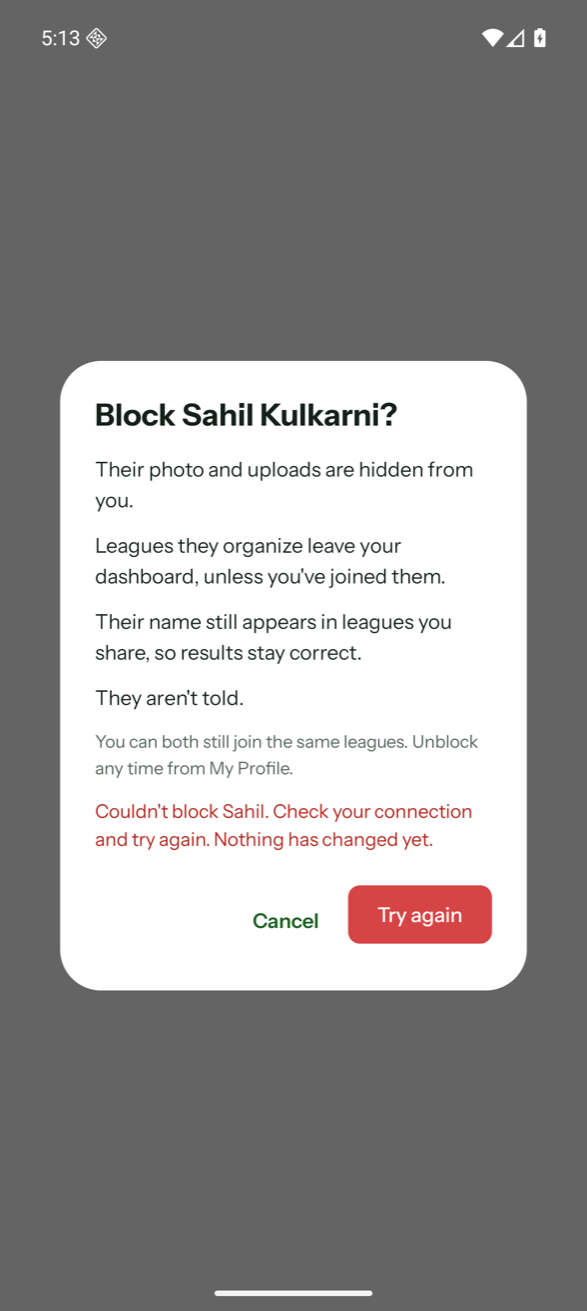 5:13
Block Sahil Kulkarni?
Their photo and uploads are hidden from
you.
Leagues they organize leave your
dashboard, unless you've joined them.
Their name still appears in leagues you
share, so results stay correct.
They aren't told.
You can both still join the same leagues. Unblock
any time from My Profile.
Couldn't block Sahil. Check your connection
and try again. Nothing has changed yet.
Cancel
Try again